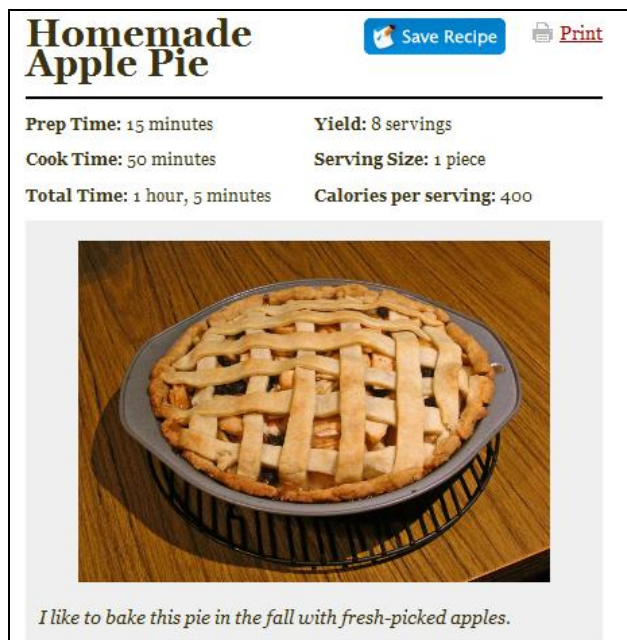 Homemade
Apple Pie
Save Recipe
Print
Prep Time: 15 minutes
Yield: 8 servings
Cook Time: 50 minutes
Serving Size: 1 piece
Total Time: 1 hour, 5 minutes
Calories per serving: 400
I like to bake this pie in the fall with fresh-picked apples.